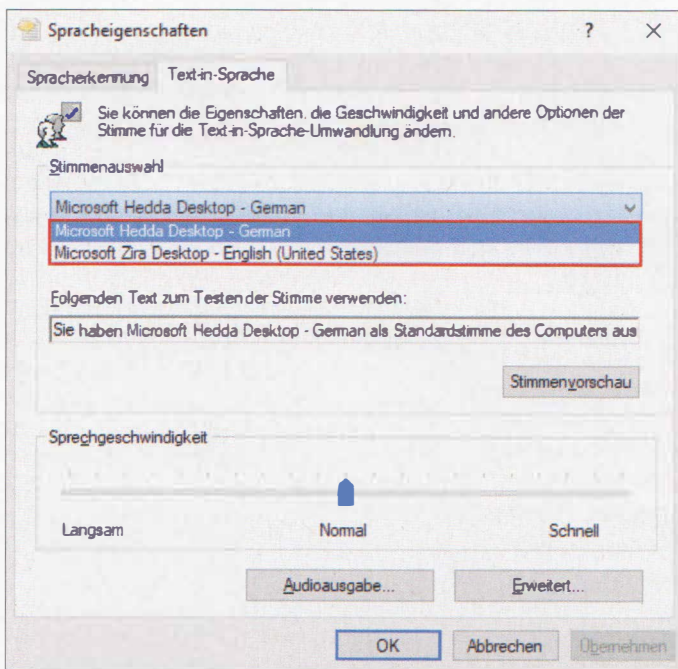 Spracheigenschaften ? ×
Spracherkennung Text-in-Sprache
Sie können die Eigenschaften, die Geschwindigkeit und andere Optionen der
Stimme für die Text-in-Sprache-Umwandlung ändern.
Stimmenauswahl
Microsoft Hedda Desktop - German
Microsoft Hedda Desktop - German
Microsoft Zira Desktop - English (United States)
Folgenden Text zum Testen der Stimme verwenden:
Sie haben Microsoft Hedda Desktop - German als Standardstimme des Computers aus
Stimmenvorschau
Sprechgeschwindigkeit
Langsam Normal Schnell
Audioausgabe... Erweitert...
OK Abbrechen Übernehmen